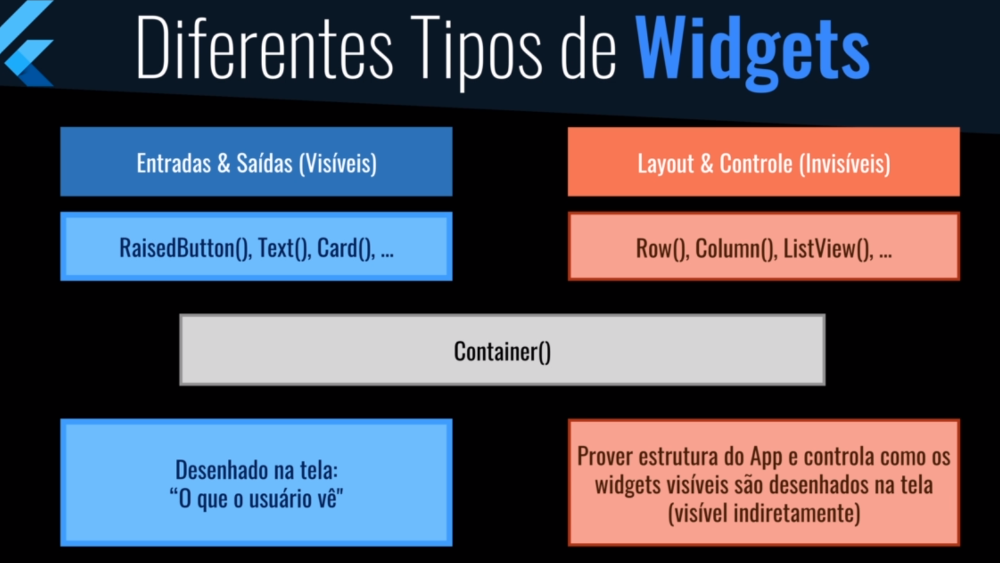 Diferentes Tipos de Widgets
Entradas & Saídas (Visíveis)
Layout & Controle (Invisíveis)
RaisedButton(), Text(), Card(), ...
Row(), Column(), ListView(), ...
Container()
Desenhado na tela:
“O que o usuário vê"
Prover estrutura do App e controla como os
widgets visíveis são desenhados na tela
(visível indiretamente)